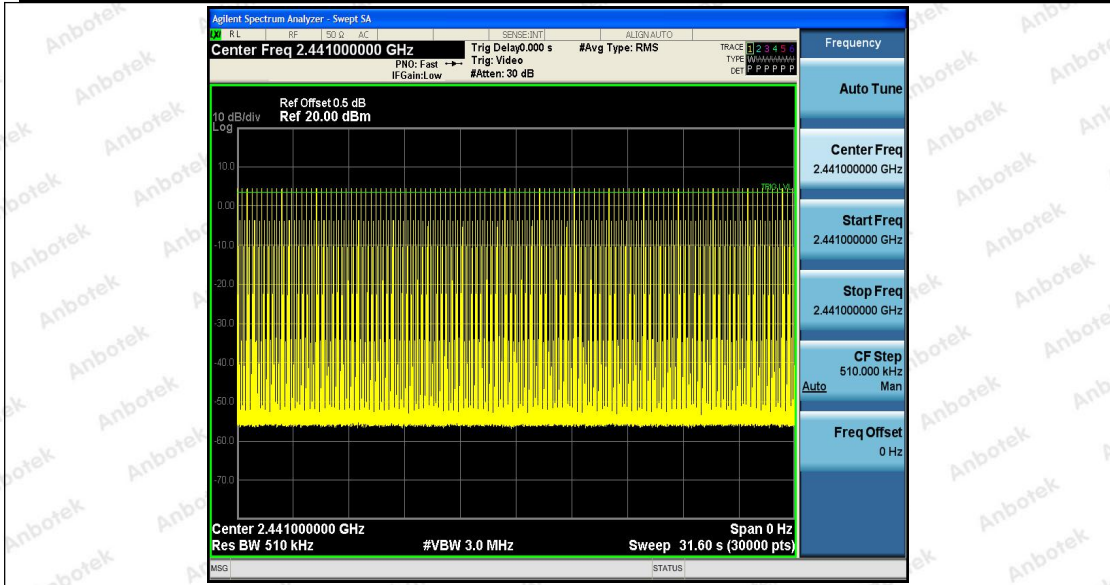 Agilent Spectrum Analyzer - Swept SA
LXI RL RF 50 Ω AC SENSE:INT ALIGNAUTO
Center Freq 2.441000000 GHz
PNO: Fast
IFGain:Low
Trig Delay0.000 s
Trig: Video
#Atten: 30 dB
#Avg Type: RMS
TRACE 1 2 3 4 5 6
TYPE W
DET P P P P P P
Ref Offset 0.5 dB
10 dB/div Ref 20.00 dBm
Log
10.0
TRIG LVL
0.00
-10.0
-20.0
-30.0
-40.0
-50.0
-60.0
-70.0
Center 2.441000000 GHz Span 0 Hz
Res BW 510 kHz #VBW 3.0 MHz Sweep 31.60 s (30000 pts)
MSG STATUS
Frequency
Auto Tune
Center Freq
2.441000000 GHz
Start Freq
2.441000000 GHz
Stop Freq
2.441000000 GHz
CF Step
510.000 kHz
Auto Man
Freq Offset
0 Hz
Anbotek